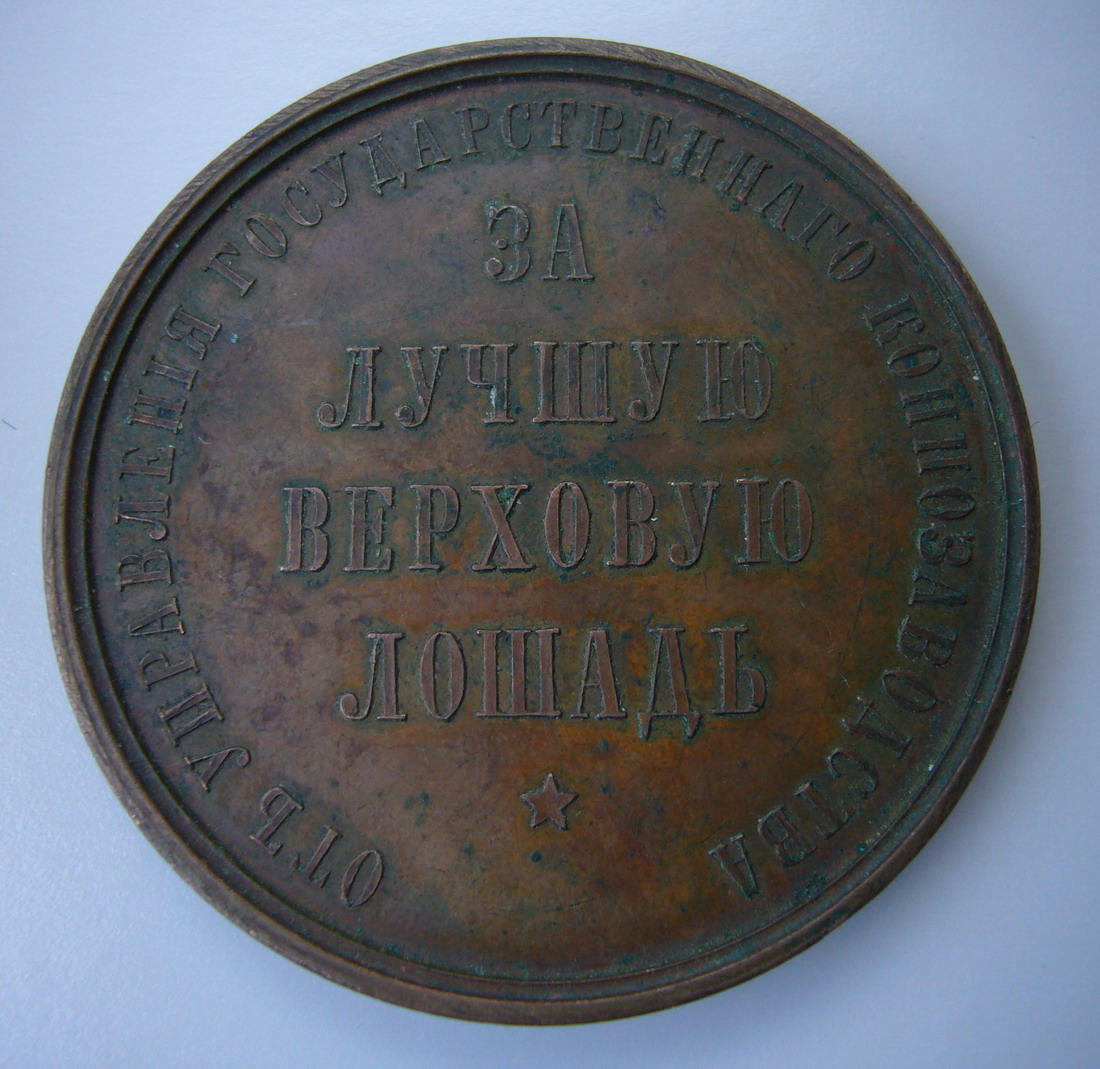 ОТЪ УПРАВЛЕНІЯ ГОСУДАРСТВЕННАГО КОННОЗАВОДСТВА
ЗА
ЛУЧШУЮ
ВЕРХОВУЮ
ЛОШАДЬ